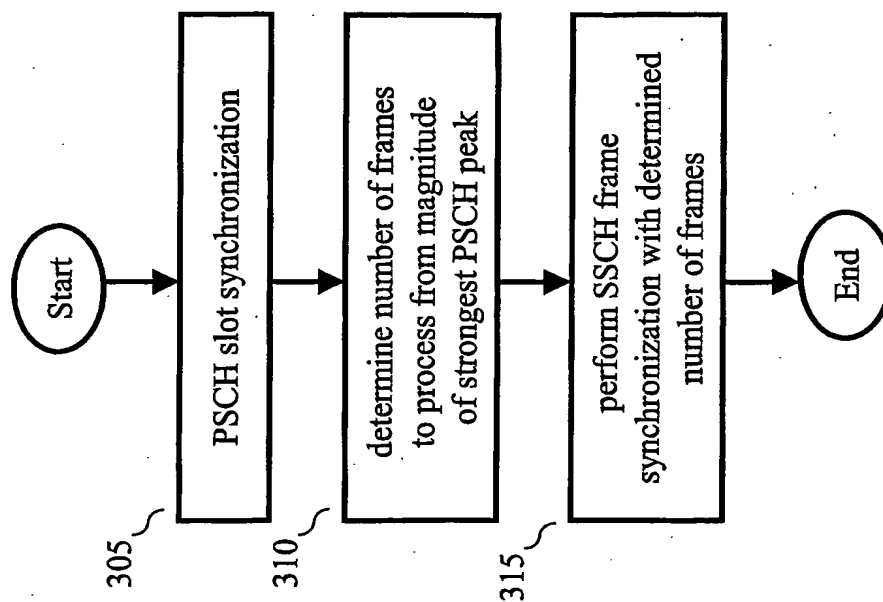 Start
305
PSCH slot synchronization
310
determine number of frames
to process from magnitude
of strongest PSCH peak
315
perform SSCH frame
synchronization with determined
number of frames
End